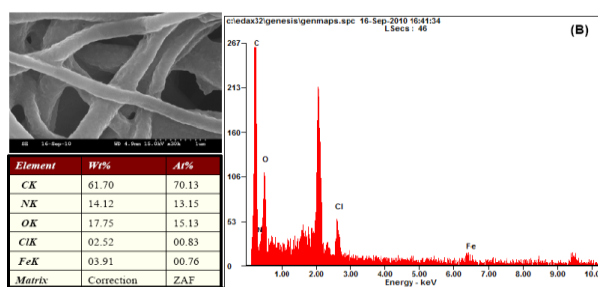 c:\edax32\genesis\genmaps.spc 16-Sep-2010 16:41:34
LSecs : 46
(B)
267
213
160
106
53
0
C
O
N
Cl
Fe
1.00 2.00 3.00 4.00 5.00 6.00 7.00 8.00 9.00 10.0
Energy - keV
16-Sep-10 WD 4.9mm 15.0kV x30k 1um
Element Wt% At%
CK 61.70 70.13
NK 14.12 13.15
OK 17.75 15.13
ClK 02.52 00.83
FeK 03.91 00.76
Matrix Correction ZAF